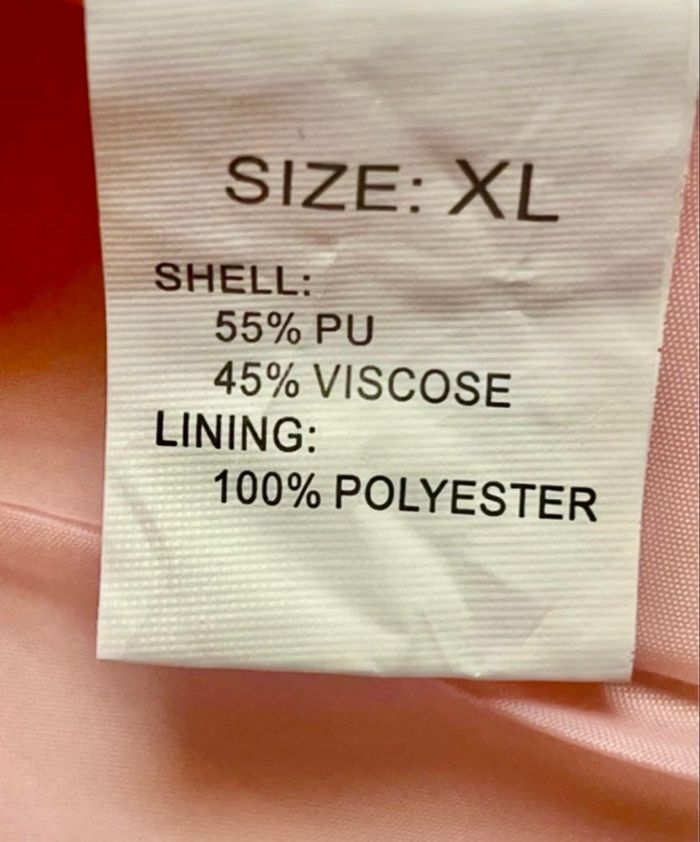 SIZE: XL
SHELL:
55% PU
45% VISCOSE
LINING:
100% POLYESTER